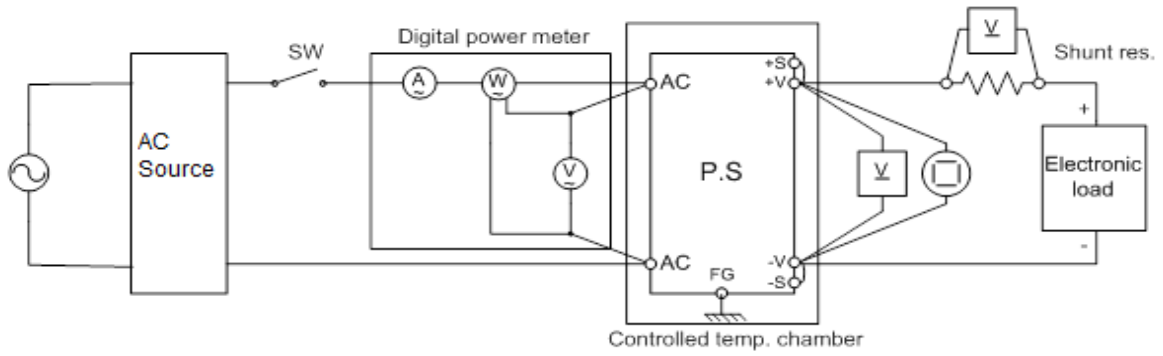 Digital power meter
SW
Shunt res.
+S
+V
V
A
~
W
~
AC
AC
Source
V
~
P.S
V
Electronic
load
+
-
AC
FG
-V
-S
Controlled temp. chamber